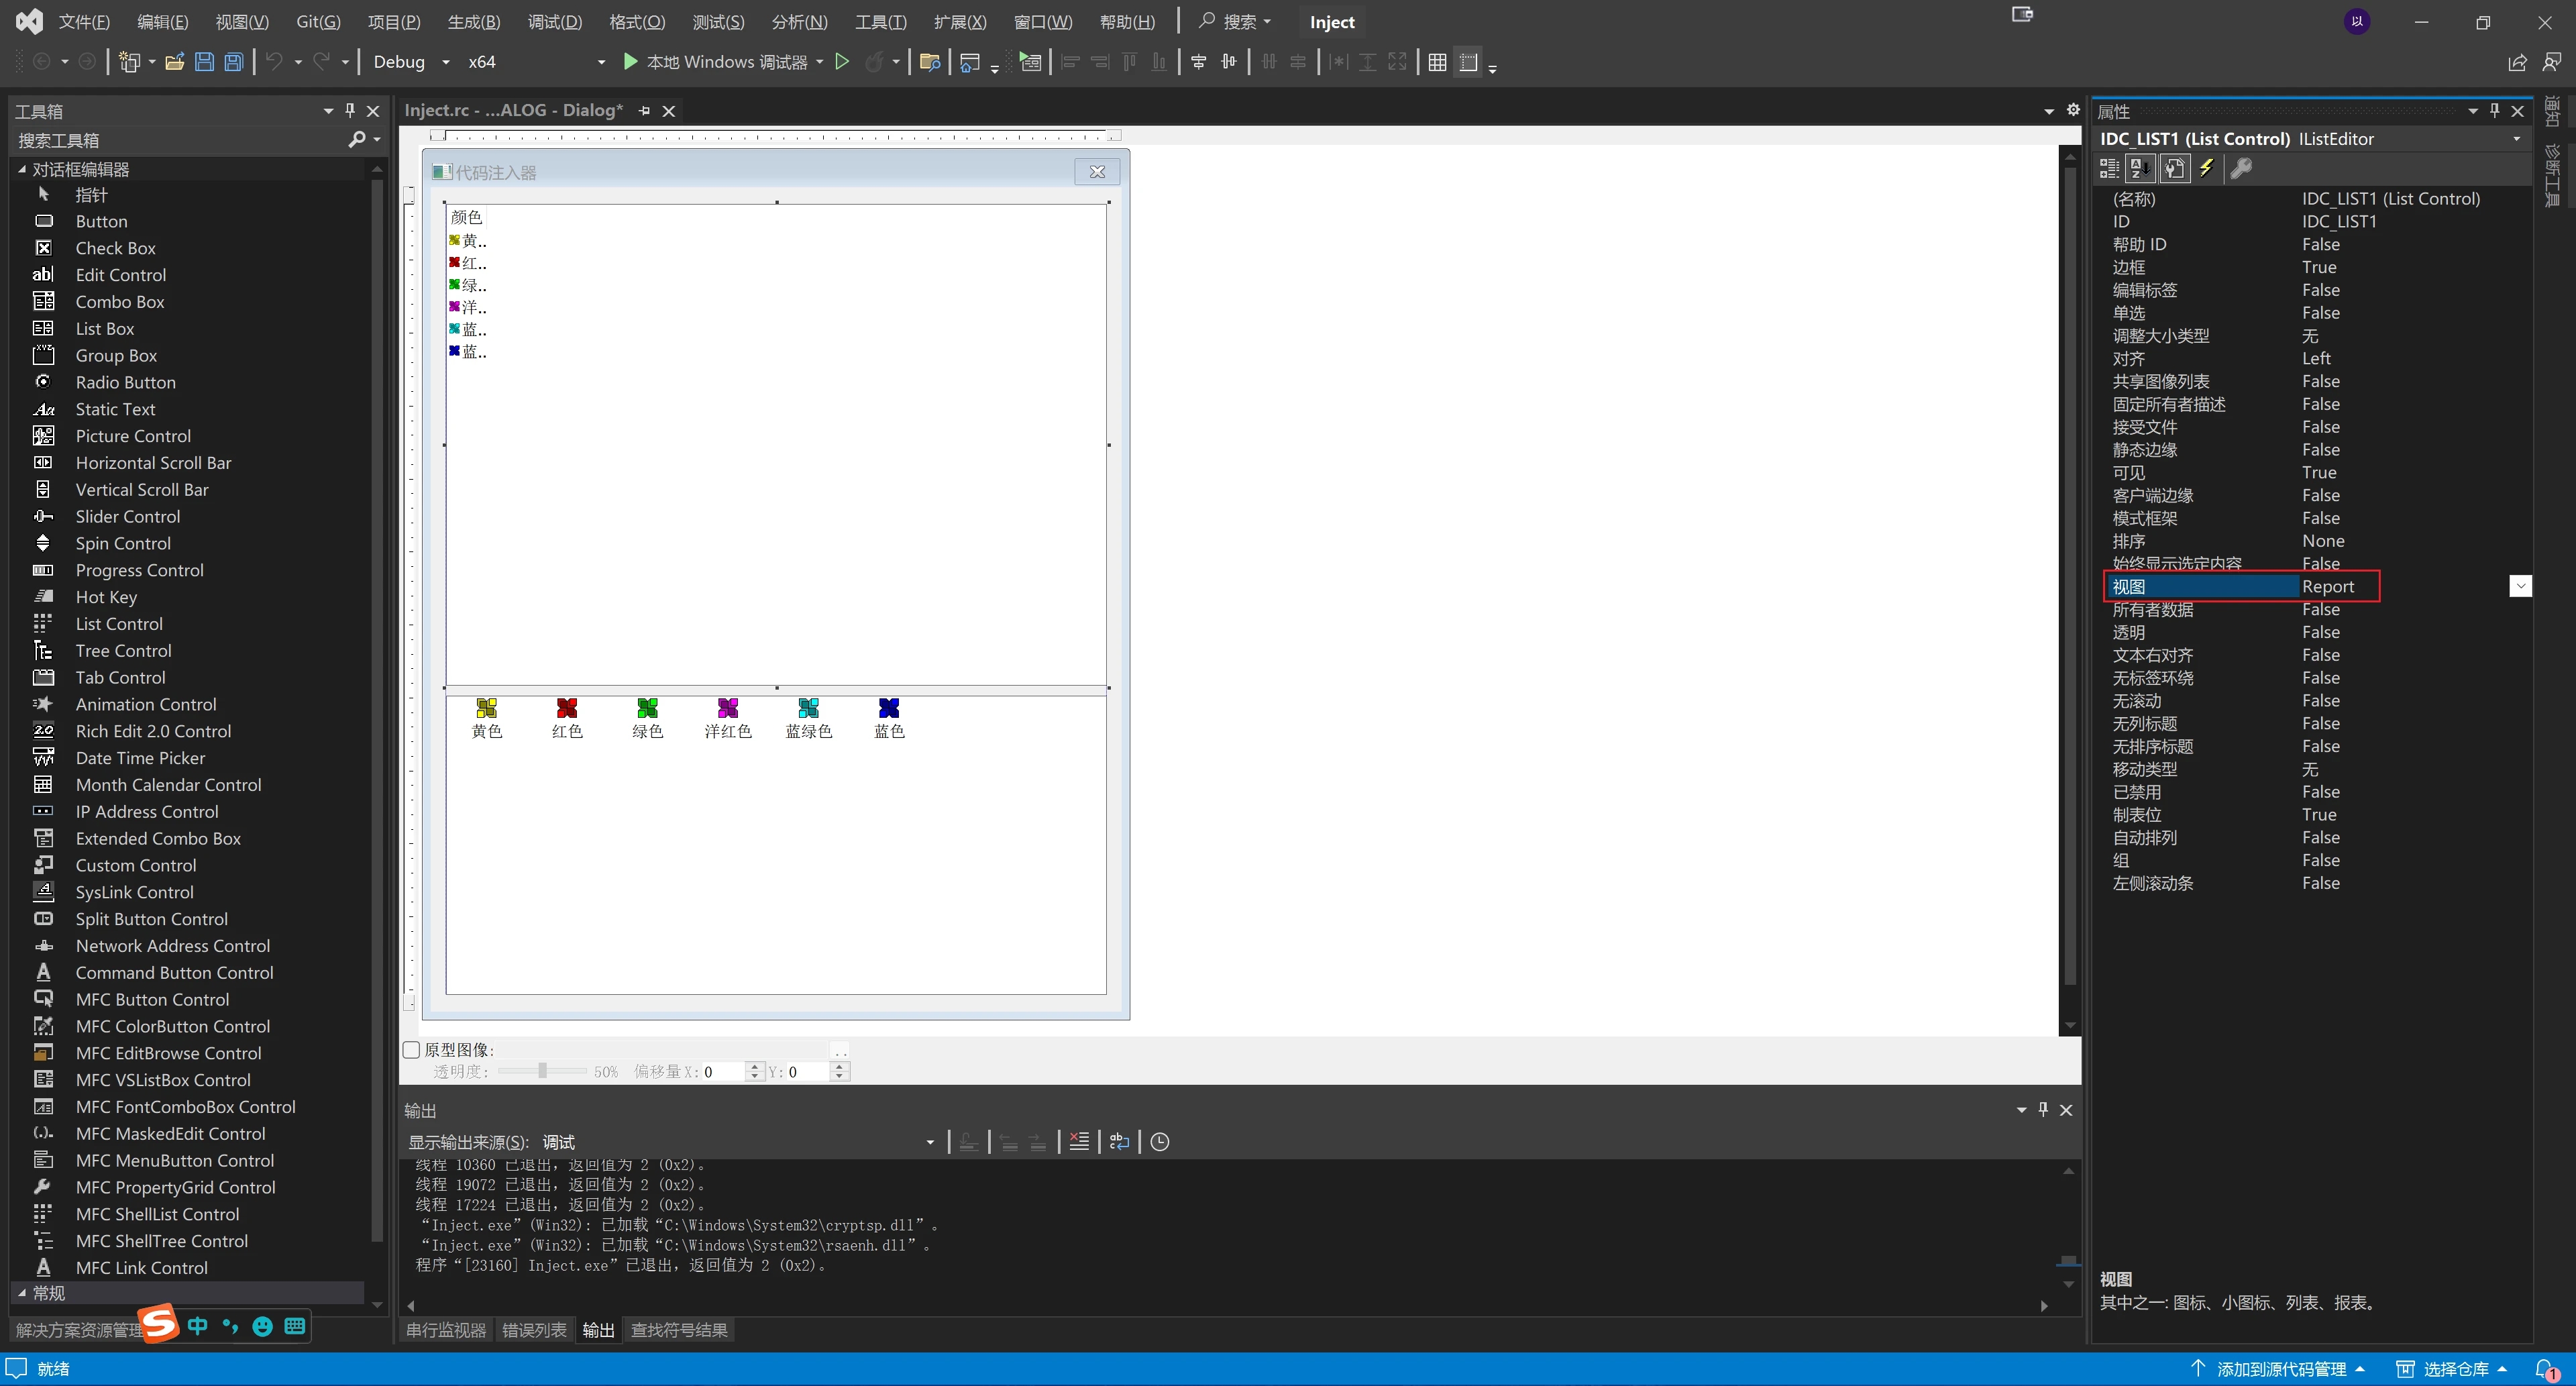 文件(F) 编辑(E) 视图(V) Git(G) 项目(P) 生成(B) 调试(D) 格式(O) 测试(S) 分析(N) 工具(T) 扩展(X) 窗口(W) 帮助(H) 搜索 Inject 以
Debug x64 本地 Windows 调试器
工具箱
搜索工具箱
对话框编辑器
指针
Button
Check Box
Edit Control
Combo Box
List Box
Group Box
Radio Button
Static Text
Picture Control
Horizontal Scroll Bar
Vertical Scroll Bar
Slider Control
Spin Control
Progress Control
Hot Key
List Control
Tree Control
Tab Control
Animation Control
Rich Edit 2.0 Control
Date Time Picker
Month Calendar Control
IP Address Control
Extended Combo Box
Custom Control
SysLink Control
Split Button Control
Network Address Control
Command Button Control
MFC Button Control
MFC ColorButton Control
MFC EditBrowse Control
MFC VSListBox Control
MFC FontComboBox Control
MFC MaskedEdit Control
MFC MenuButton Control
MFC PropertyGrid Control
MFC ShellList Control
MFC ShellTree Control
MFC Link Control
常规
解决方案资源管理
中
Inject.rc - ...ALOG - Dialog*
代码注入器
颜色
黄..
红..
绿..
洋..
蓝..
蓝..
黄色 红色 绿色 洋红色 蓝绿色 蓝色
原型图像: ..
透明度: 50% 偏移量 X: 0 Y: 0
输出
显示输出来源(S): 调试
线程 10360 已退出，返回值为 2 (0x2)。
线程 19072 已退出，返回值为 2 (0x2)。
线程 17224 已退出，返回值为 2 (0x2)。
“Inject.exe”(Win32): 已加载“C:\Windows\System32\cryptsp.dll”。
“Inject.exe”(Win32): 已加载“C:\Windows\System32\rsaenh.dll”。
程序“[23160] Inject.exe”已退出，返回值为 2 (0x2)。
串行监视器 错误列表 输出 查找符号结果
属性
IDC_LIST1 (List Control) IListEditor
(名称) IDC_LIST1 (List Control)
ID IDC_LIST1
帮助 ID False
边框 True
编辑标签 False
单选 False
调整大小类型 无
对齐 Left
共享图像列表 False
固定所有者描述 False
接受文件 False
静态边缘 False
可见 True
客户端边缘 False
模式框架 False
排序 None
始终显示选定内容 False
视图 Report
所有者数据 False
透明 False
文本右对齐 False
无标签环绕 False
无滚动 False
无列标题 False
无排序标题 False
移动类型 无
已禁用 False
制表位 True
自动排列 False
组 False
左侧滚动条 False
视图
其中之一: 图标、小图标、列表、报表。
通知
诊断工具
就绪 添加到源代码管理 选择仓库 1